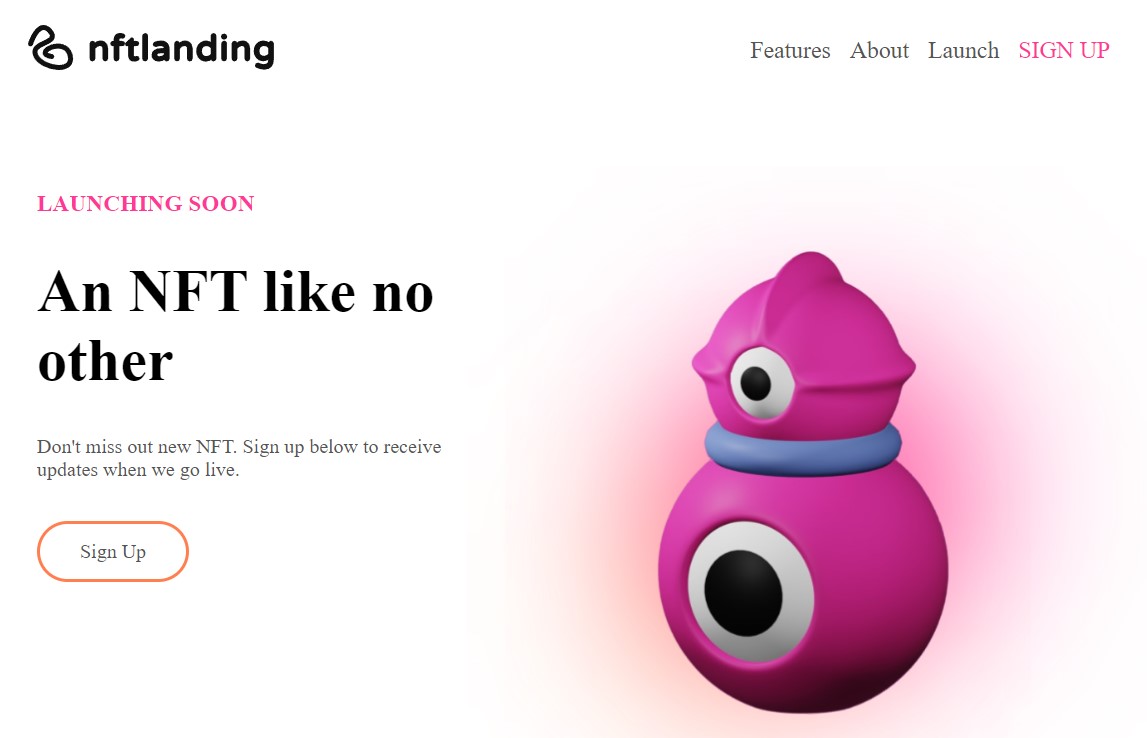 nftlanding
Features About Launch SIGN UP
LAUNCHING SOON
An NFT like no
other
Don't miss out new NFT. Sign up below to receive
updates when we go live.
Sign Up